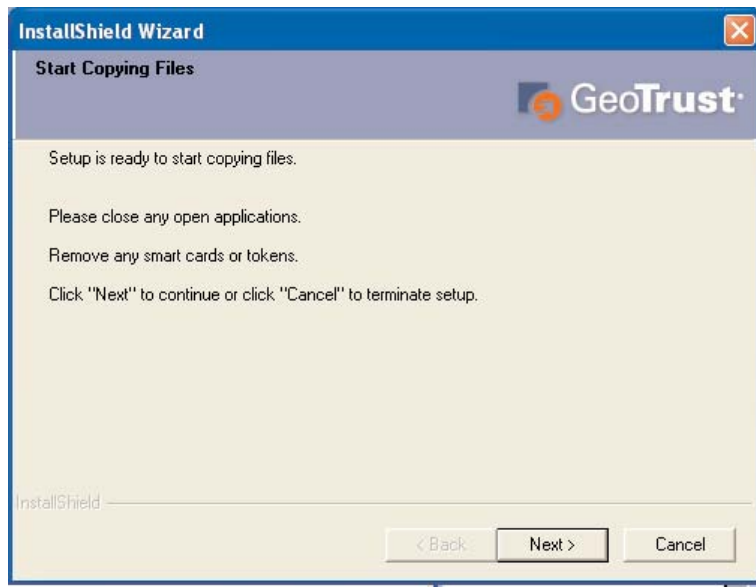 InstallShield Wizard
Start Copying Files
GeoTrust
Setup is ready to start copying files.
Please close any open applications.
Remove any smart cards or tokens.
Click "Next" to continue or click "Cancel" to terminate setup.
InstallShield
< Back Next > Cancel